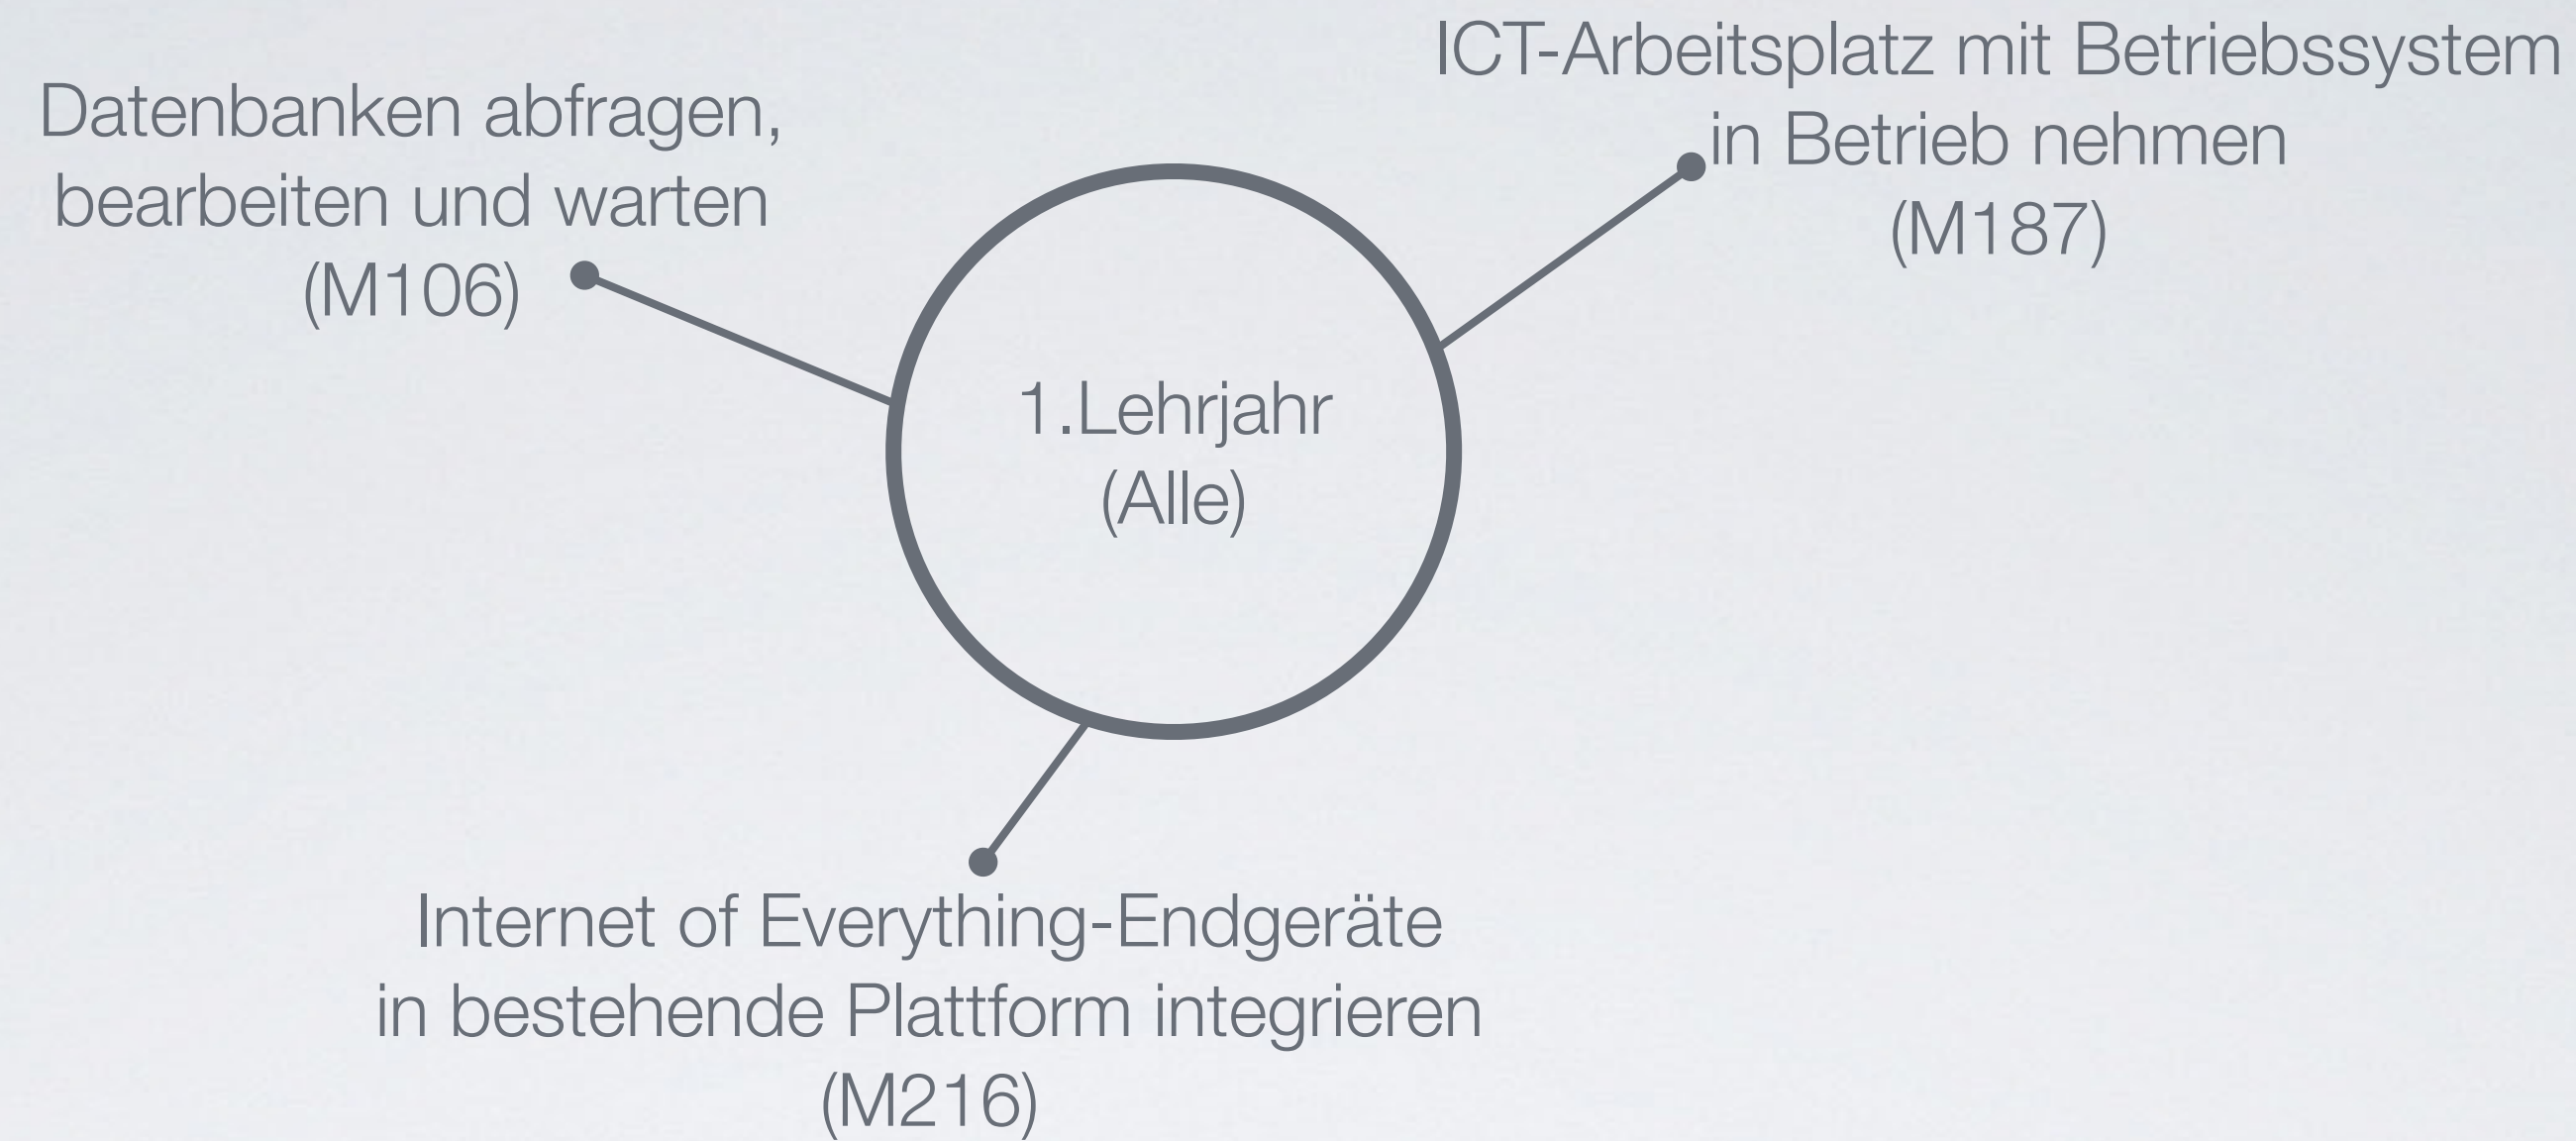 Datenbanken abfragen,
bearbeiten und warten
(M106)
ICT-Arbeitsplatz mit Betriebssystem
in Betrieb nehmen
(M187)
1.Lehrjahr
(Alle)
Internet of Everything-Endgeräte
in bestehende Plattform integrieren
(M216)